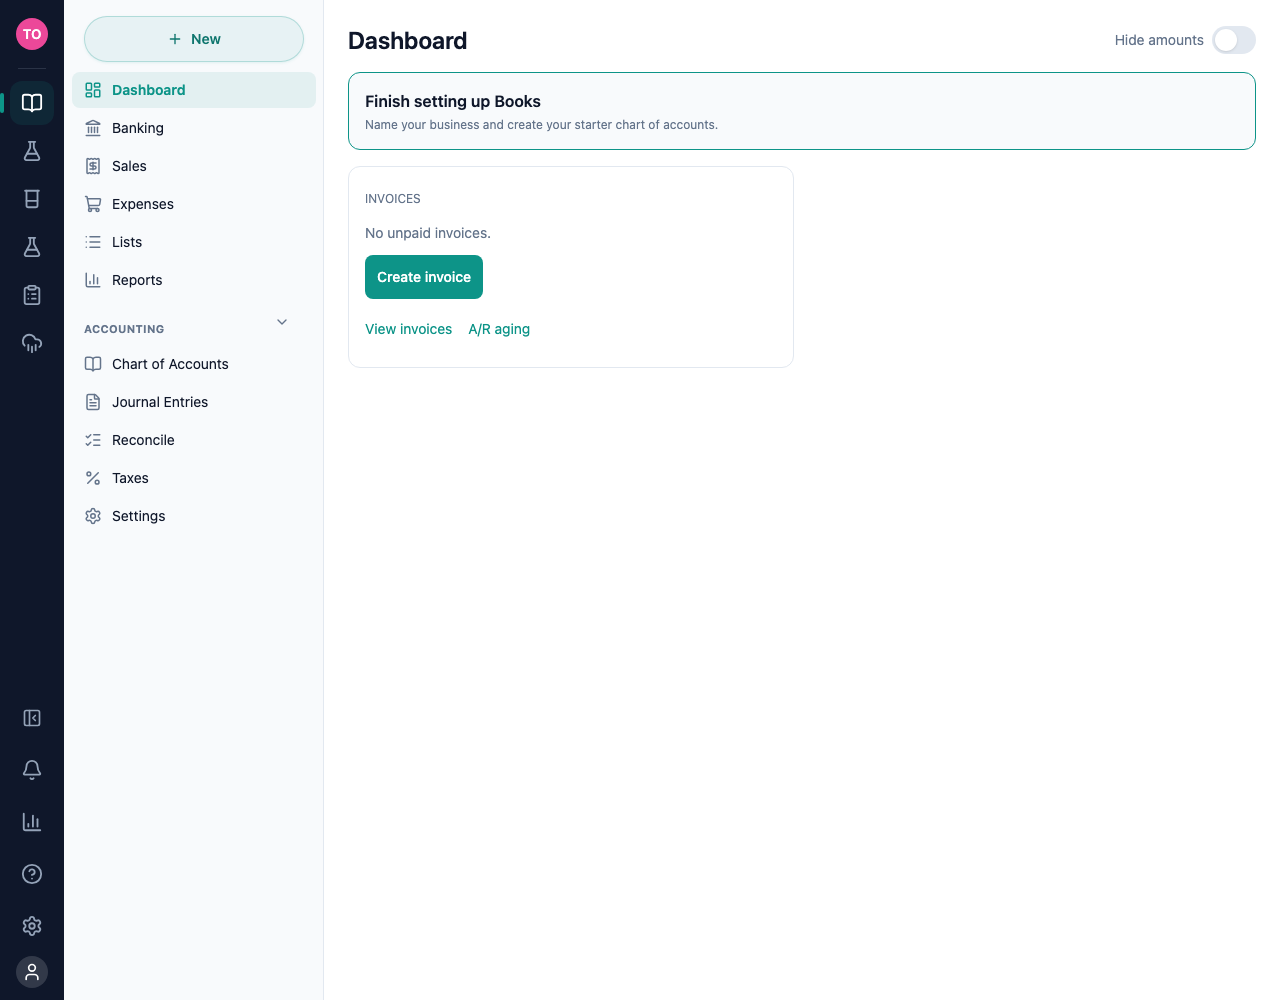 TO
New
Dashboard
Banking
Sales
Expenses
Lists
Reports
ACCOUNTING
Chart of Accounts
Journal Entries
Reconcile
Taxes
Settings
Dashboard
Hide amounts
Finish setting up Books
Name your business and create your starter chart of accounts.
INVOICES
No unpaid invoices.
Create invoice
View invoices A/R aging